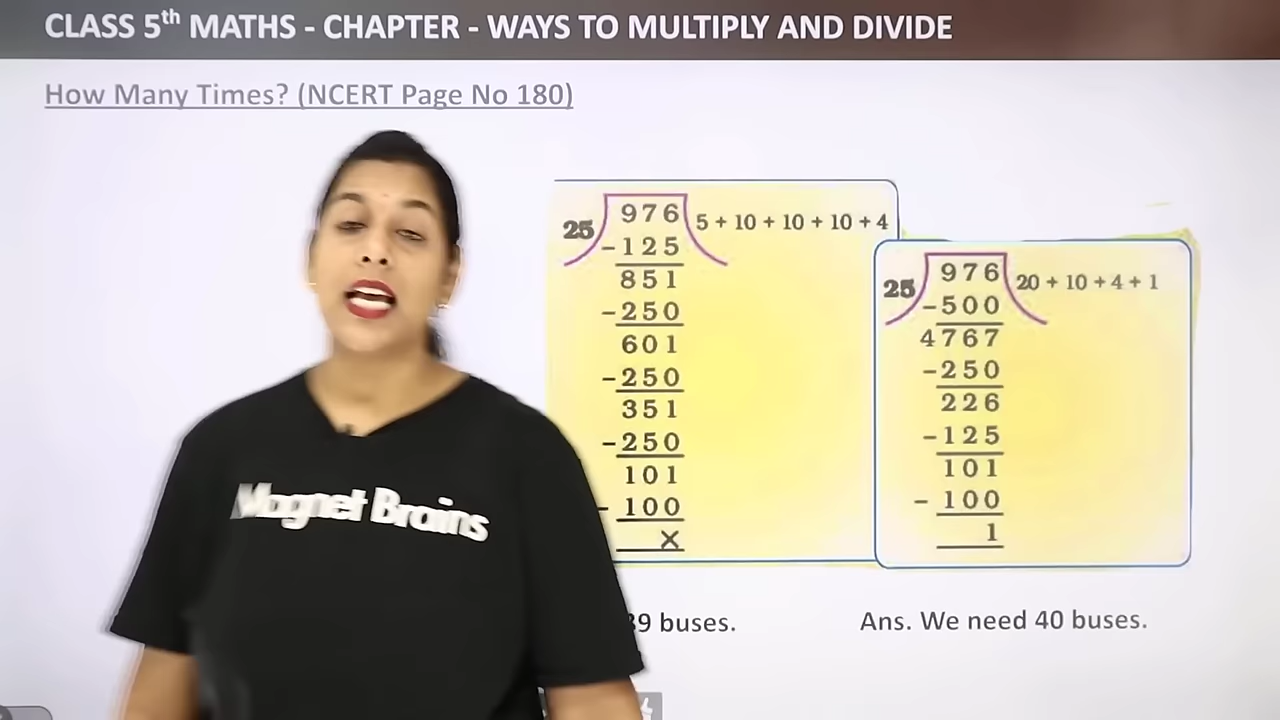 CLASS 5th MATHS - CHAPTER - WAYS TO MULTIPLY AND DIVIDE
How Many Times? (NCERT Page No 180)
25 976 5 + 10 + 10 + 10 + 4
-125
851
-250
601
-250
351
-250
101
- 100
X
25 976 20 + 10 + 4 + 1
-500
4767
-250
226
-125
101
- 100
1
Magnet Brains
39 buses.
Ans. We need 40 buses.